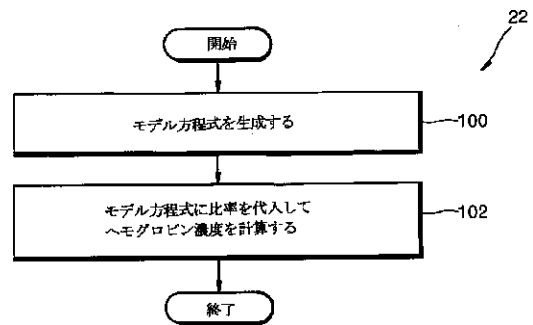 22
開始
モデル方程式を生成する
100
モデル方程式に比率を代入して
ヘモグロビン濃度を計算する
102
終了